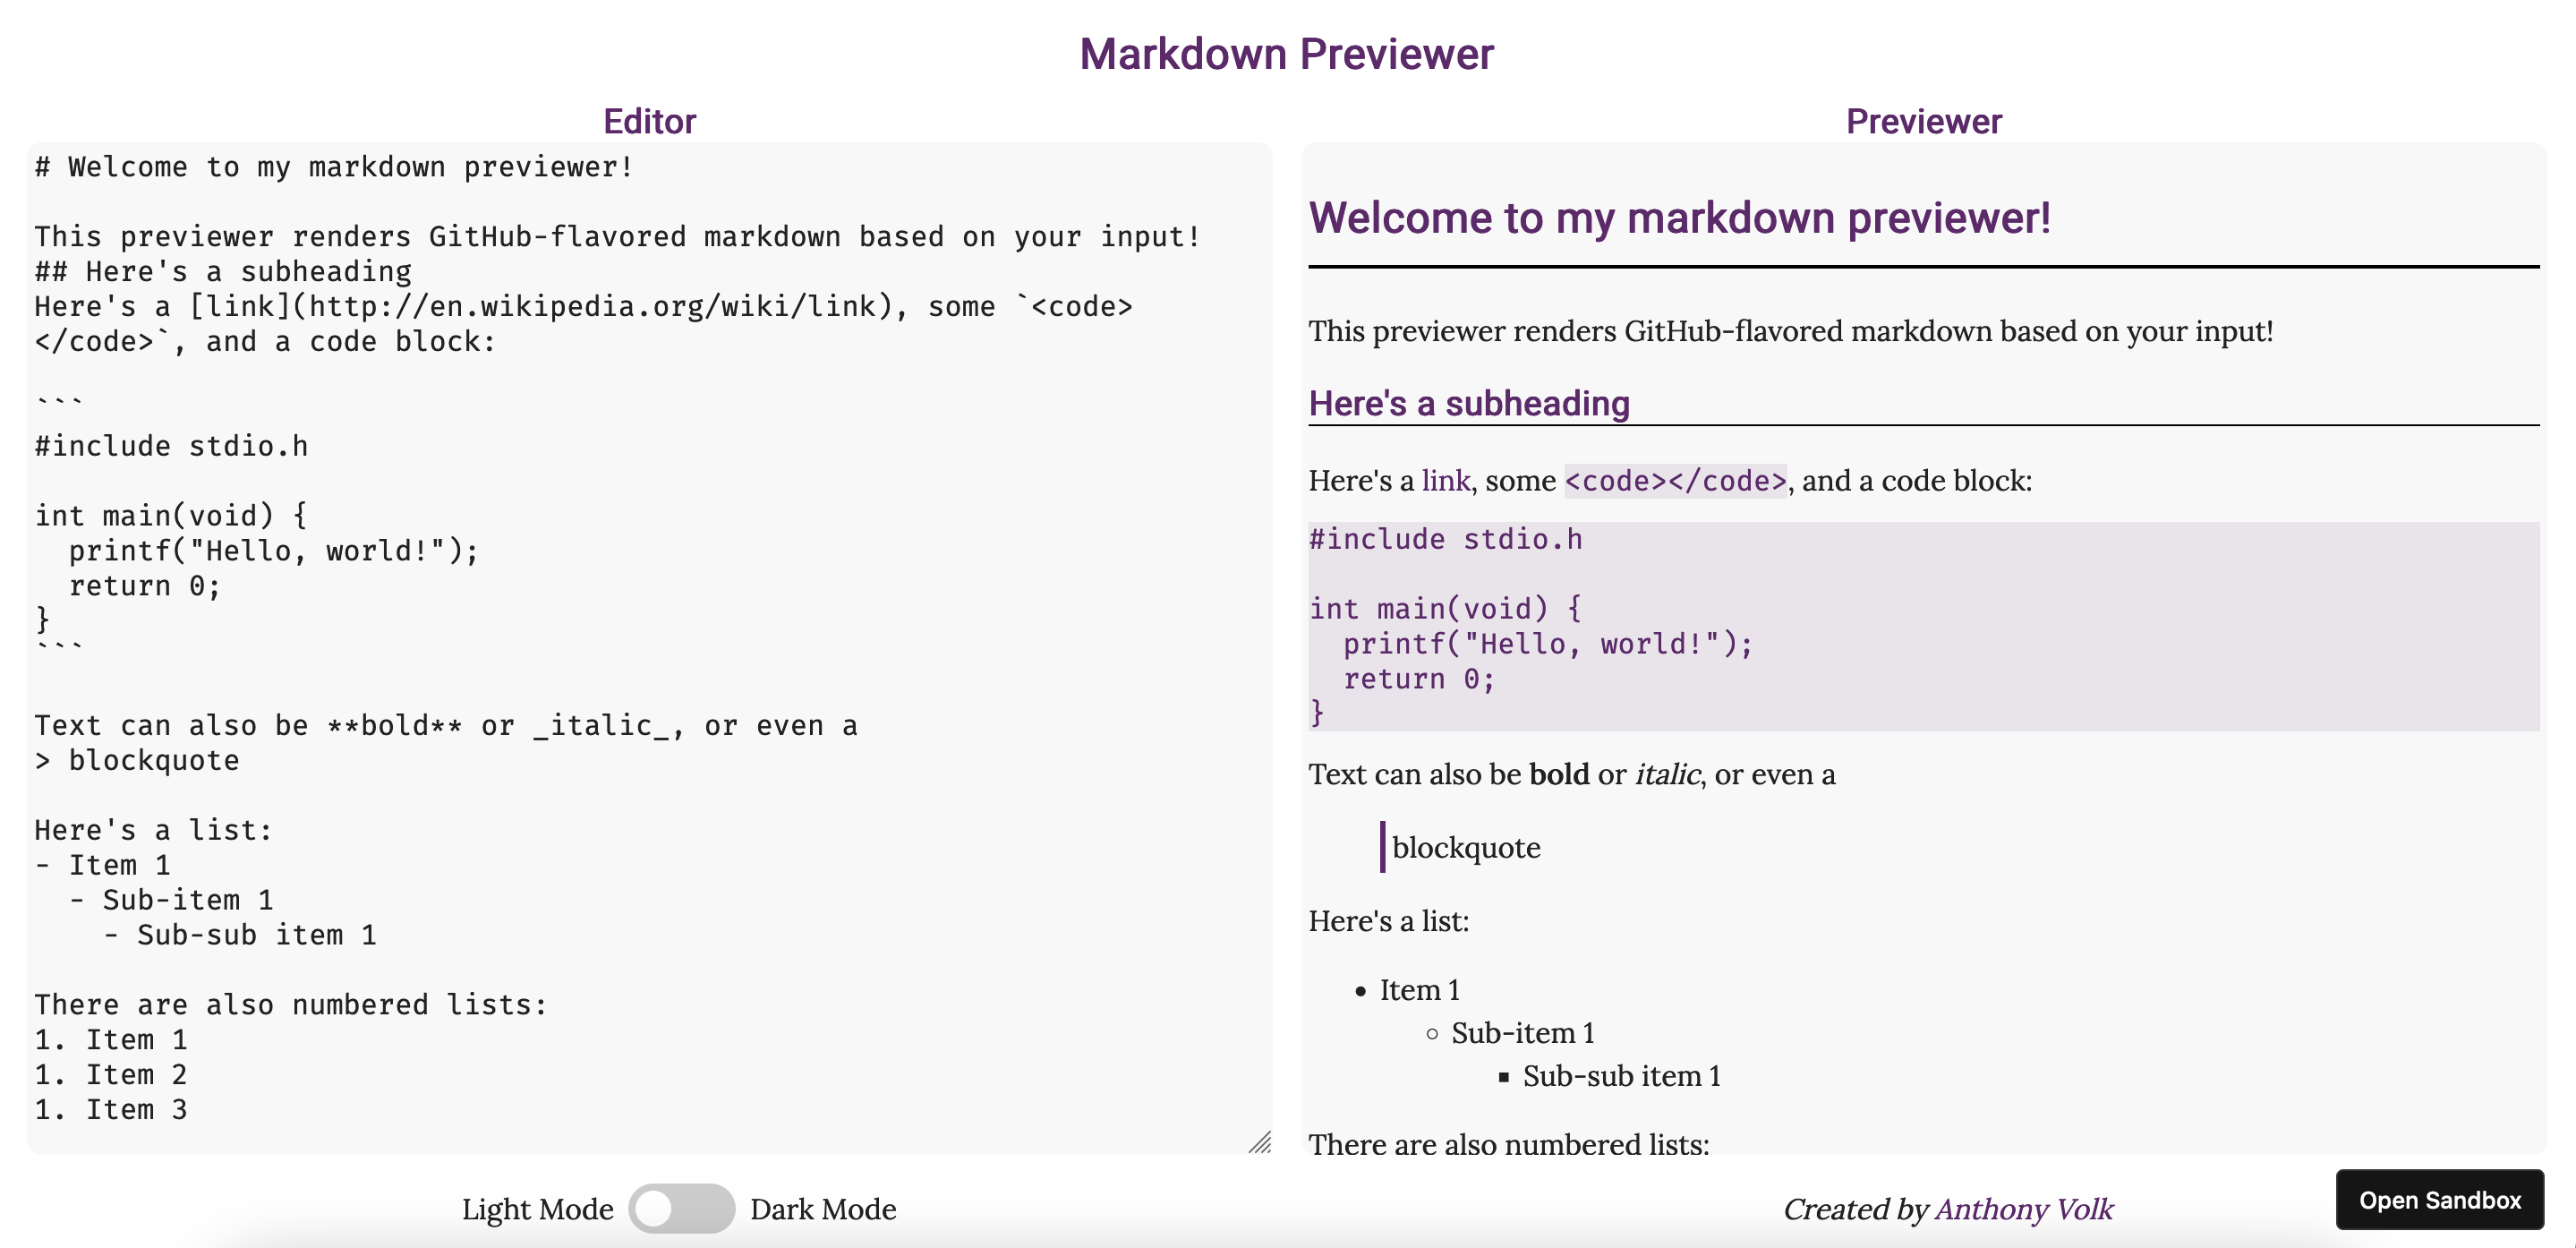 Markdown Previewer
Editor
# Welcome to my markdown previewer!

This previewer renders GitHub-flavored markdown based on your input!
## Here's a subheading
Here's a [link](http://en.wikipedia.org/wiki/link), some `<code>
</code>`, and a code block:

```
#include stdio.h

int main(void) {
  printf("Hello, world!");
  return 0;
}
```

Text can also be **bold** or _italic_, or even a
> blockquote

Here's a list:
- Item 1
  - Sub-item 1
    - Sub-sub item 1

There are also numbered lists:
1. Item 1
1. Item 2
1. Item 3
Previewer
Welcome to my markdown previewer!
This previewer renders GitHub-flavored markdown based on your input!
Here's a subheading
Here's a link, some <code></code>, and a code block:
#include stdio.h

int main(void) {
  printf("Hello, world!");
  return 0;
}
Text can also be bold or italic, or even a
blockquote
Here's a list:
• Item 1
◦ Sub-item 1
▪ Sub-sub item 1
There are also numbered lists:
Light Mode Dark Mode
Created by Anthony Volk
Open Sandbox